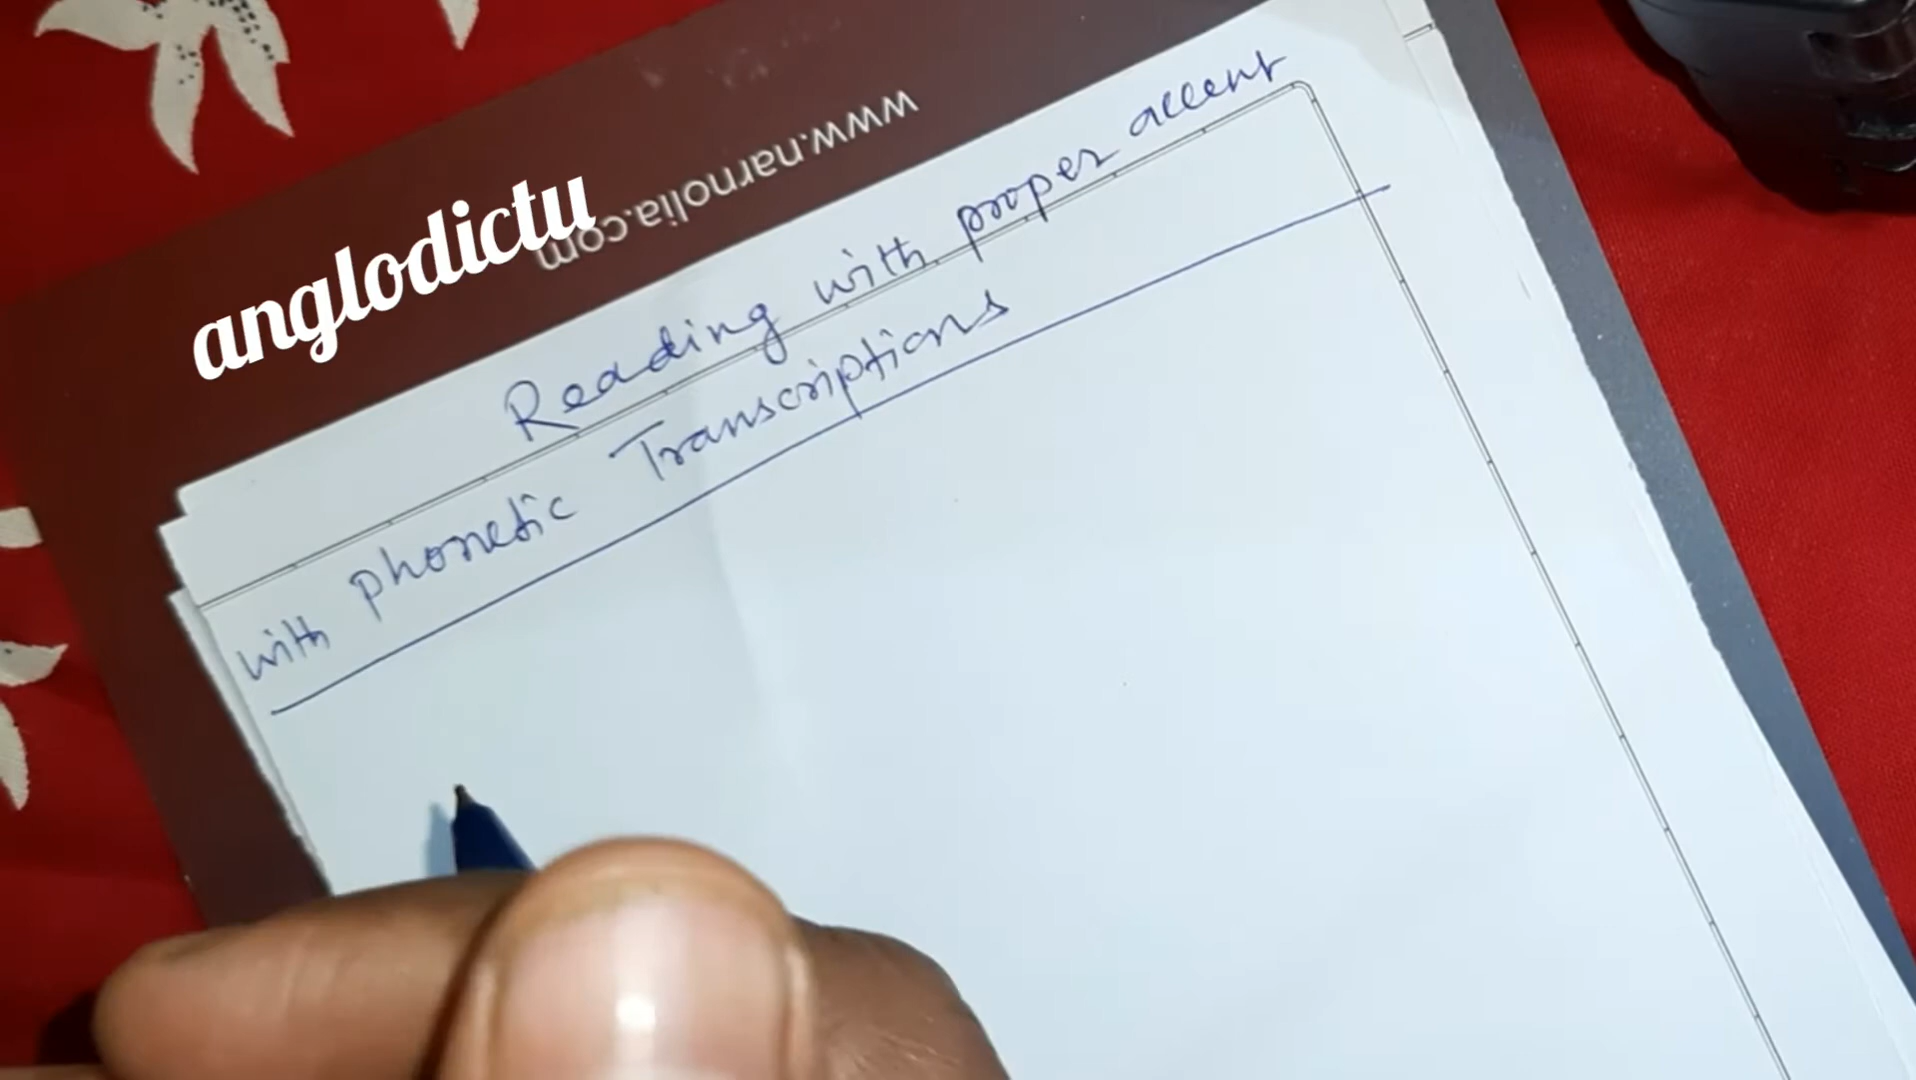 www.narnolia.com
anglodictu
Reading with proper accent
with phonetic Transcriptions